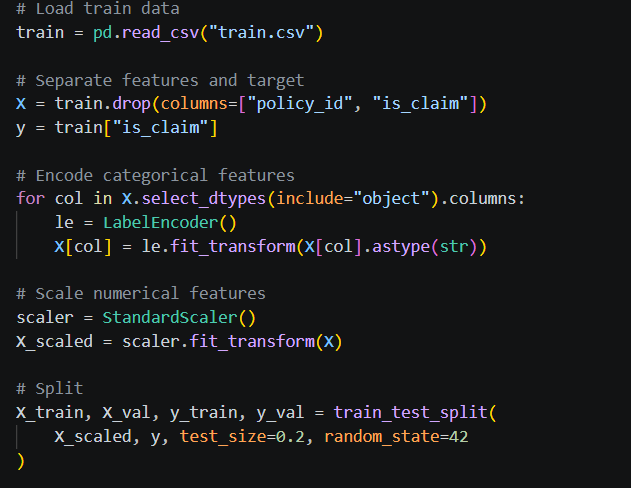 # Load train data
train = pd.read_csv("train.csv")
# Separate features and target
X = train.drop(columns=["policy_id", "is_claim"])
y = train["is_claim"]
# Encode categorical features
for col in X.select_dtypes(include="object").columns:
    le = LabelEncoder()
    X[col] = le.fit_transform(X[col].astype(str))
# Scale numerical features
scaler = StandardScaler()
X_scaled = scaler.fit_transform(X)
# Split
X_train, X_val, y_train, y_val = train_test_split(
    X_scaled, y, test_size=0.2, random_state=42
)